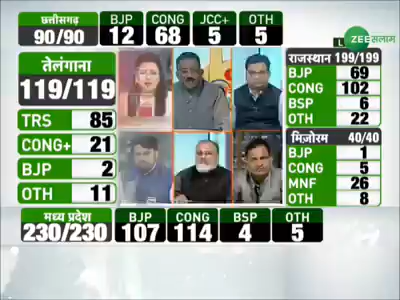 छत्तीसगढ़ BJP CONG JCC+ OTH
90/90 12 68 5 5
ZEE सलाम
तेलंगाना
119/119
TRS 85
CONG+ 21
BJP 2
OTH 11
राजस्थान 199/199
BJP 69
CONG 102
BSP 6
OTH 22
मिज़ोरम 40/40
BJP 1
CONG 5
MNF 26
OTH 8
मध्य प्रदेश BJP CONG BSP OTH
230/230 107 114 4 5